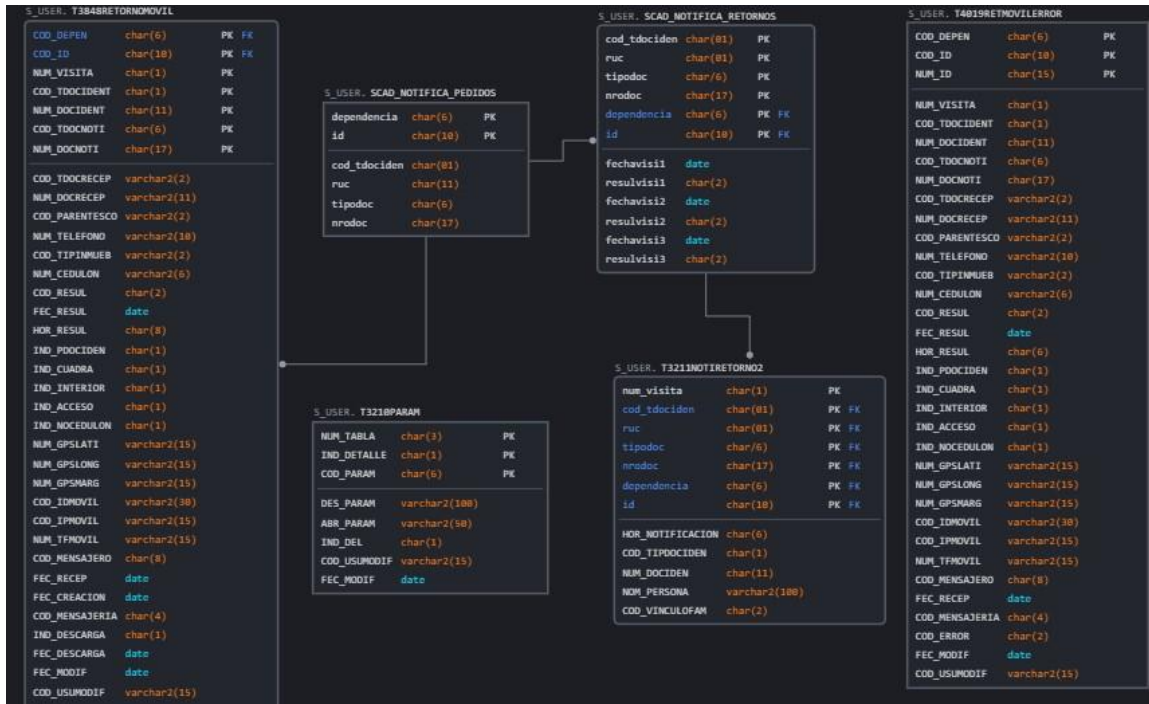 S_USER. T3848RETORNOMOVIL
COD_DEPEN char(6) PK FK
COD_ID char(10) PK FK
NUM_VISITA char(1) PK
COD_TDOCIDENT char(1) PK
NUM_DOCIDENT char(11) PK
COD_TDOCNOTI char(6) PK
NUM_DOCNOTI char(17) PK
COD_TDOCRECEP varchar2(2)
NUM_DOCRECEP varchar2(11)
COD_PARENTESCO varchar2(2)
NUM_TELEFONO varchar2(10)
COD_TIPINMUEB varchar2(2)
NUM_CEDULON varchar2(6)
COD_RESUL char(2)
FEC_RESUL date
HOR_RESUL char(8)
IND_PDOCIDEN char(1)
IND_CUADRA char(1)
IND_INTERIOR char(1)
IND_ACCESO char(1)
IND_NOCEDULON char(1)
NUM_GPSLATI varchar2(15)
NUM_GPSLONG varchar2(15)
NUM_GPSMARG varchar2(15)
COD_IDMOVIL varchar2(30)
COD_IPMOVIL varchar2(15)
NUM_TFMOVIL varchar2(15)
COD_MENSAJERO char(8)
FEC_RECEP date
FEC_CREACION date
COD_MENSAJERIA char(4)
IND_DESCARGA char(1)
FEC_DESCARGA date
FEC_MODIF date
COD_USUMODIF varchar2(15)
S_USER. SCAD_NOTIFICA_PEDIDOS
dependencia char(6) PK
id char(10) PK
cod_tdociden char(01)
ruc char(11)
tipodoc char(6)
nrodoc char(17)
S_USER. T3210PARAM
NUM_TABLA char(3) PK
IND_DETALLE char(1) PK
COD_PARAM char(6) PK
DES_PARAM varchar2(100)
ABR_PARAM varchar2(50)
IND_DEL char(1)
COD_USUMODIF varchar2(15)
FEC_MODIF date
S_USER. SCAD_NOTIFICA_RETORNOS
cod_tdociden char(01) PK
ruc char(01) PK
tipodoc char/6) PK
nrodoc char(17) PK
dependencia char(6) PK FK
id char(10) PK FK
fechavisi1 date
resulvisi1 char(2)
fechavisi2 date
resulvisi2 char(2)
fechavisi3 date
resulvisi3 char(2)
S_USER. T3211NOTIRETORNO2
num_visita char(1) PK
cod_tdociden char(01) PK FK
ruc char(01) PK FK
tipodoc char/6) PK FK
nrodoc char(17) PK FK
dependencia char(6) PK FK
id char(10) PK FK
HOR_NOTIFICACION char(6)
COD_TIPDOCIDEN char(1)
NUM_DOCIDEN char(11)
NOM_PERSONA varchar2(100)
COD_VINCULOFAM char(2)
S_USER. T4019RETMOVILERROR
COD_DEPEN char(6) PK
COD_ID char(10) PK
NUM_ID char(15) PK
NUM_VISITA char(1)
COD_TDOCIDENT char(1)
NUM_DOCIDENT char(11)
COD_TDOCNOTI char(6)
NUM_DOCNOTI char(17)
COD_TDOCRECEP varchar2(2)
NUM_DOCRECEP varchar2(11)
COD_PARENTESCO varchar2(2)
NUM_TELEFONO varchar2(10)
COD_TIPINMUEB varchar2(2)
NUM_CEDULON varchar2(6)
COD_RESUL char(2)
FEC_RESUL date
HOR_RESUL char(6)
IND_PDOCIDEN char(1)
IND_CUADRA char(1)
IND_INTERIOR char(1)
IND_ACCESO char(1)
IND_NOCEDULON char(1)
NUM_GPSLATI varchar2(15)
NUM_GPSLONG varchar2(15)
NUM_GPSMARG varchar2(15)
COD_IDMOVIL varchar2(30)
COD_IPMOVIL varchar2(15)
NUM_TFMOVIL varchar2(15)
COD_MENSAJERO char(8)
FEC_RECEP date
COD_MENSAJERIA char(4)
COD_ERROR char(2)
FEC_MODIF date
COD_USUMODIF varchar2(15)